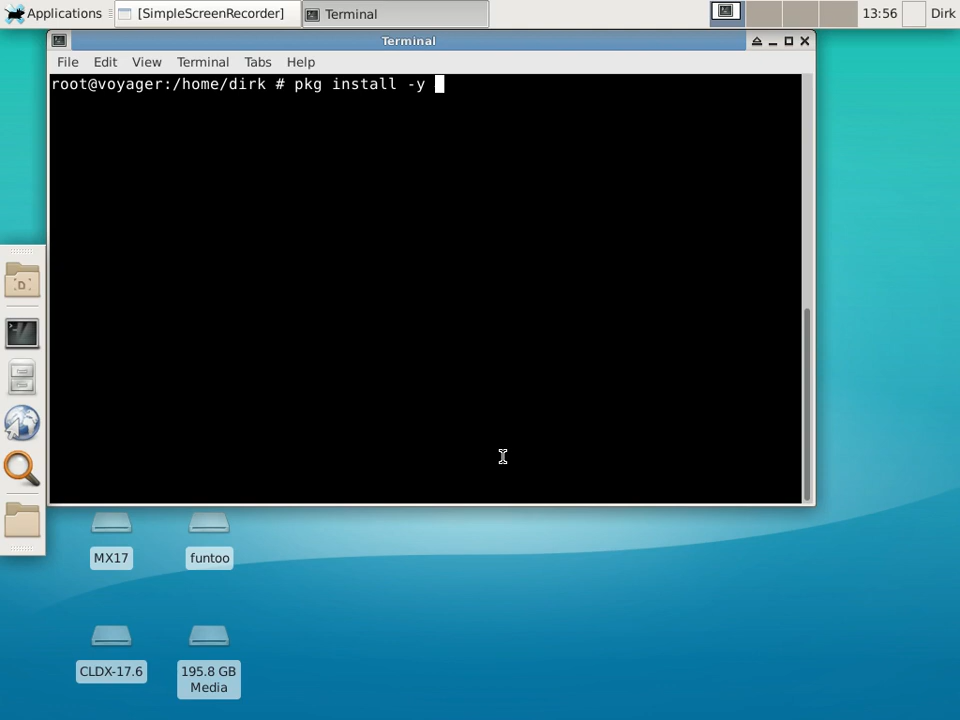 Applications
[SimpleScreenRecorder]
Terminal
13:56
Dirk
Terminal
File Edit View Terminal Tabs Help
root@voyager:/home/dirk # pkg install -y
D
MX17
funtoo
CLDX-17.6
195.8 GB
Media